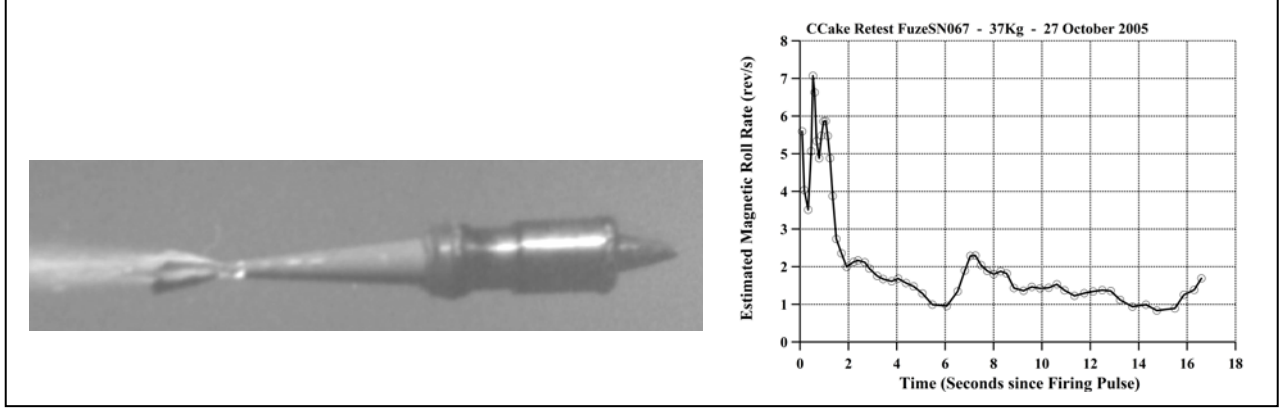 CCake Retest FuzeSN067 - 37Kg - 27 October 2005
Estimated Magnetic Roll Rate (rev/s)
8
7
6
5
4
3
2
1
0
0 2 4 6 8 10 12 14 16 18
Time (Seconds since Firing Pulse)